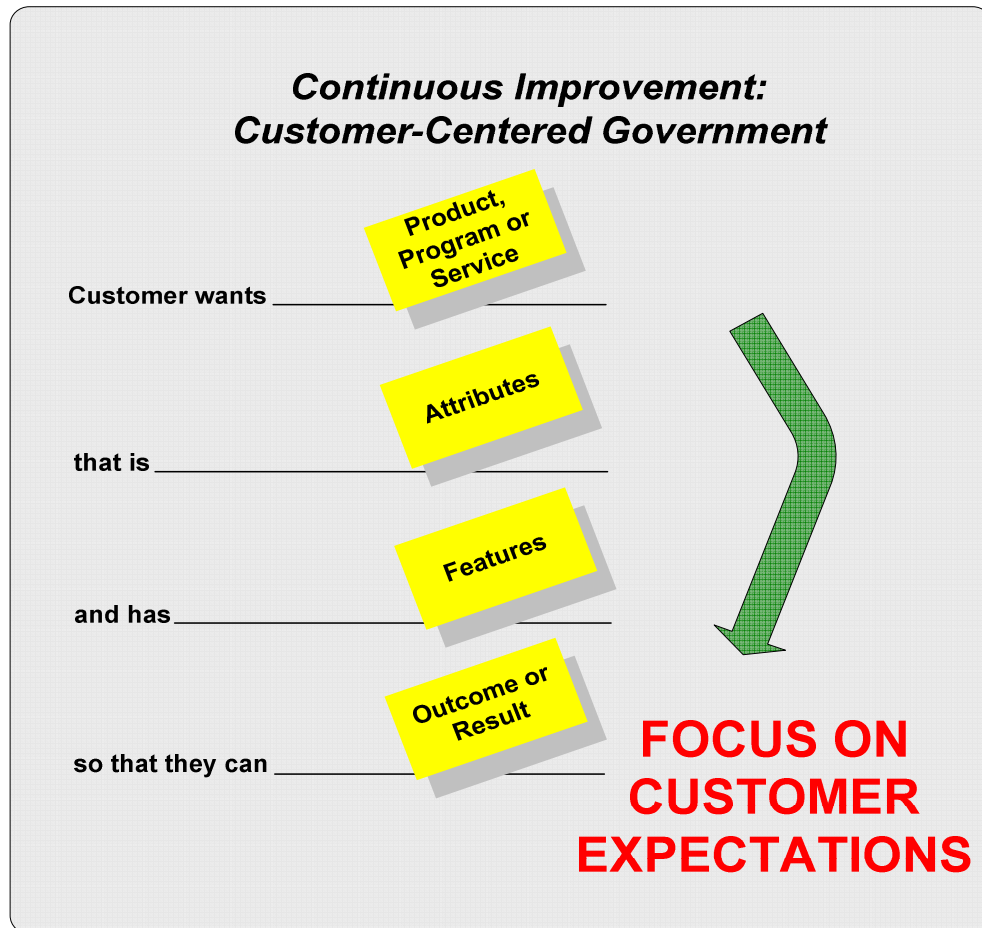 Continuous Improvement:
Customer-Centered Government
Product,
Program or
Service
Customer wants
Attributes
that is
Features
and has
Outcome or
Result
so that they can
FOCUS ON
CUSTOMER
EXPECTATIONS